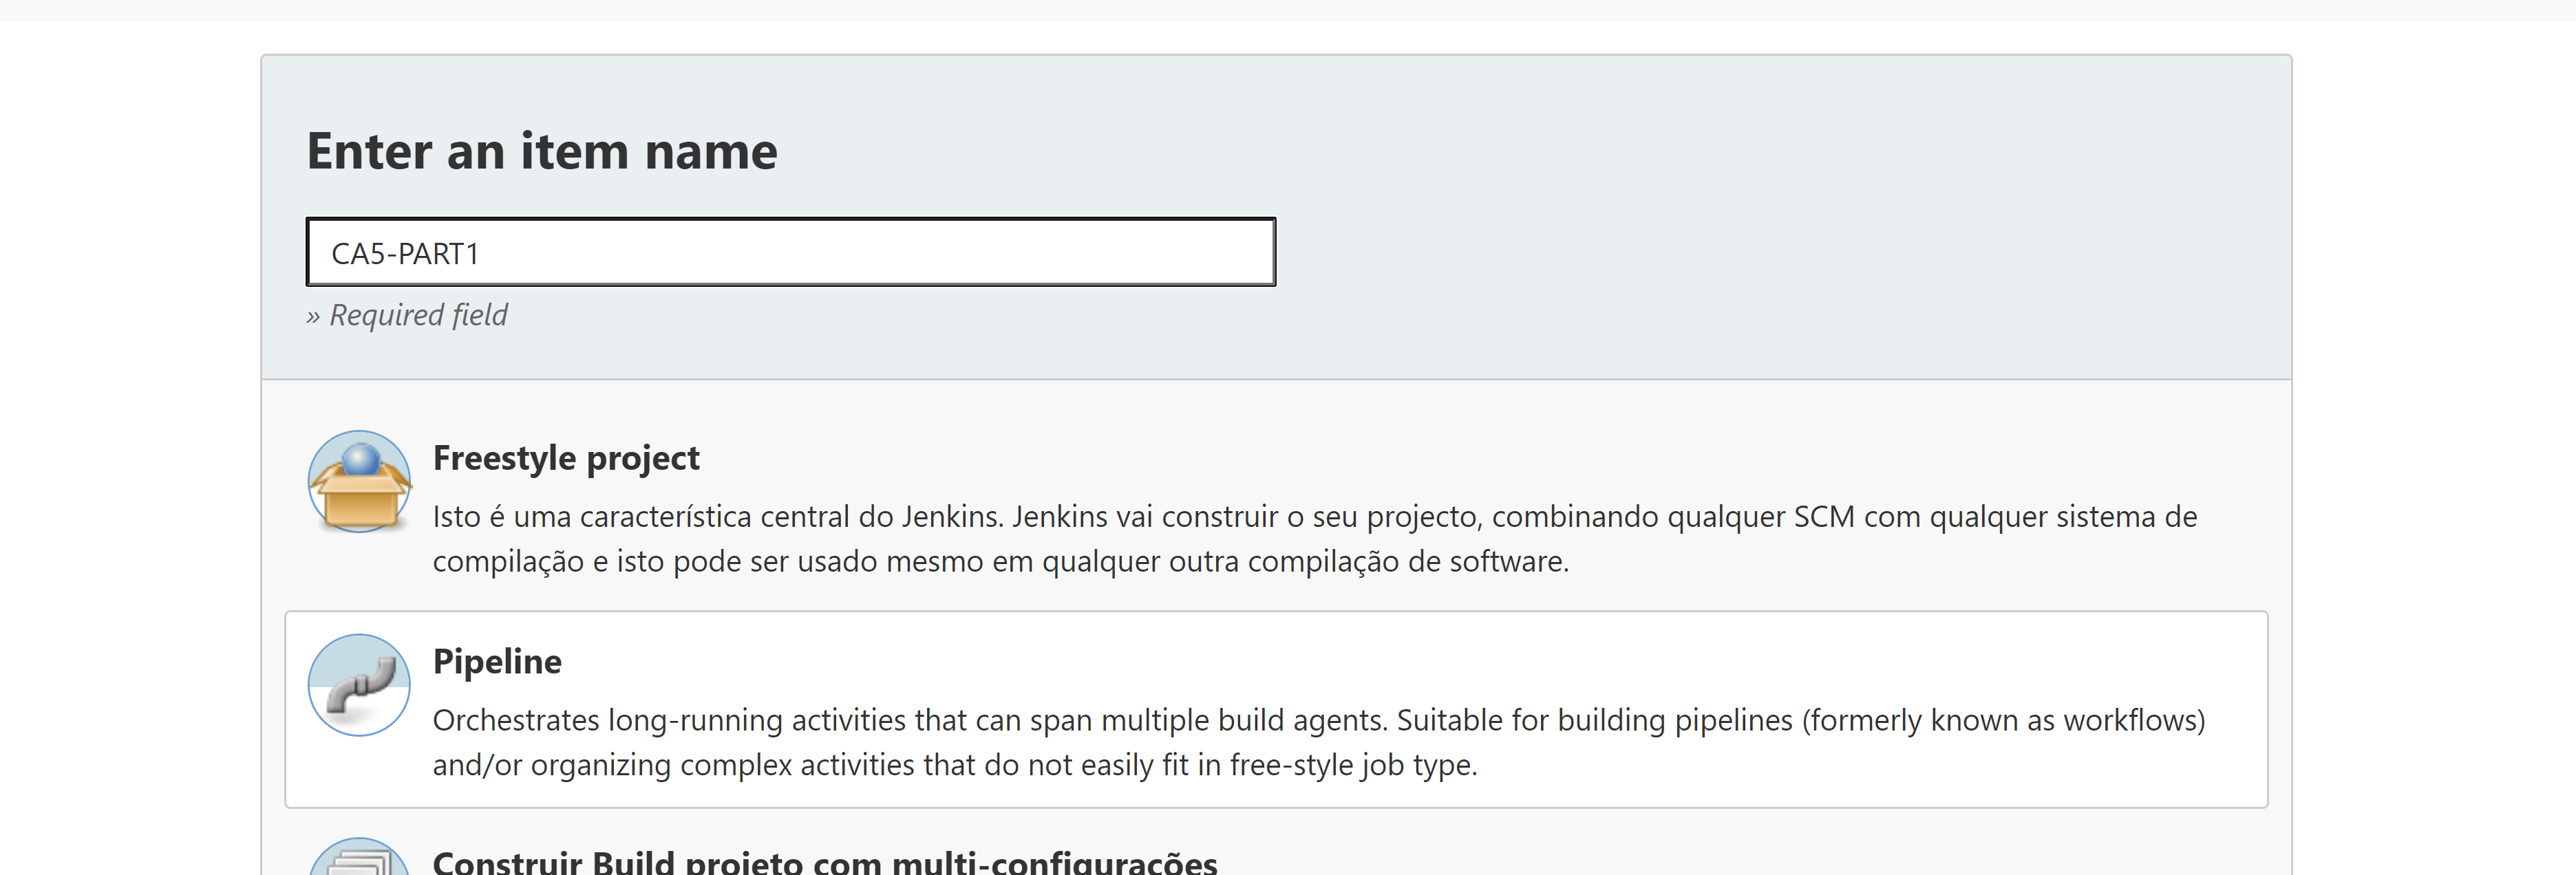 Enter an item name
CA5-PART1
» Required field
Freestyle project
Isto é uma característica central do Jenkins. Jenkins vai construir o seu projecto, combinando qualquer SCM com qualquer sistema de
compilação e isto pode ser usado mesmo em qualquer outra compilação de software.
Pipeline
Orchestrates long-running activities that can span multiple build agents. Suitable for building pipelines (formerly known as workflows)
and/or organizing complex activities that do not easily fit in free-style job type.
Construir Build projeto com multi-configurações